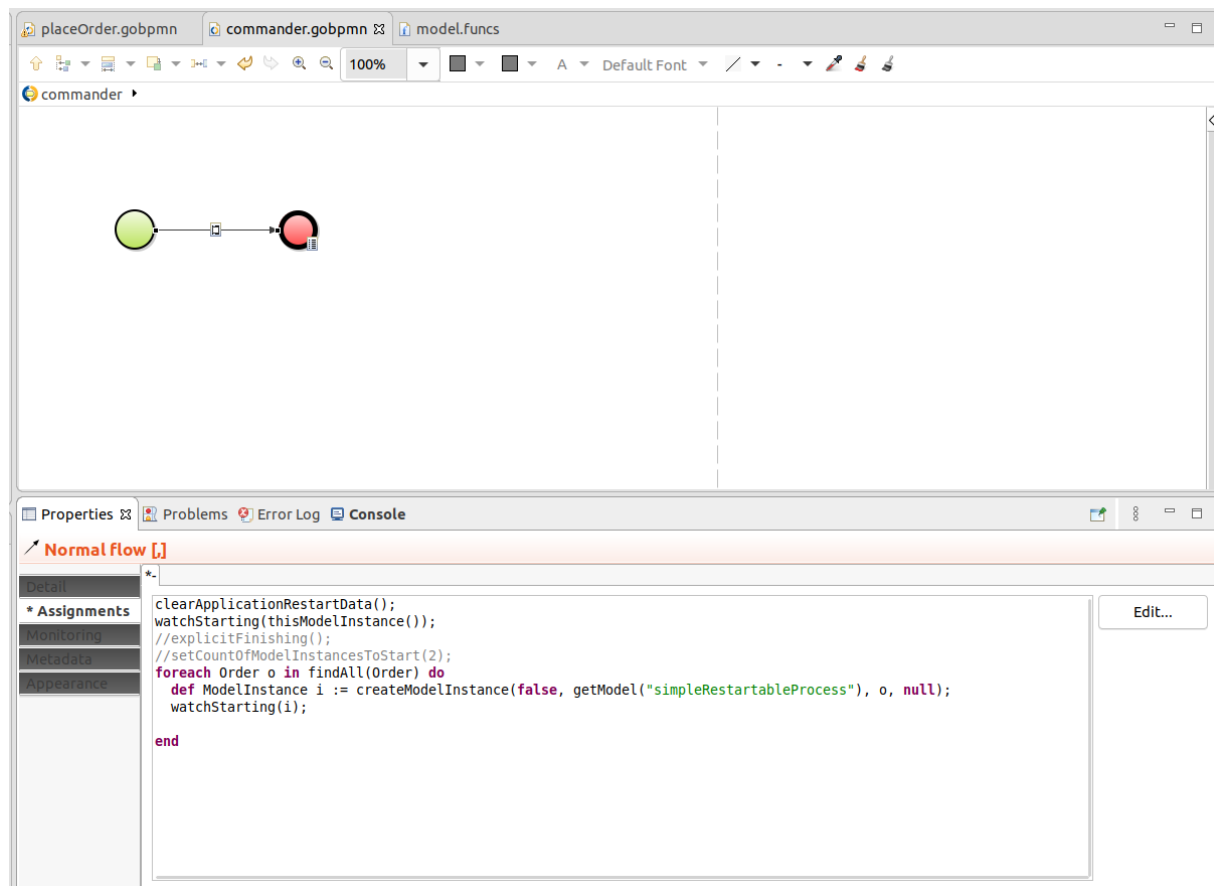 placeOrder.gobpmn commander.gobpmn model.funcs
100% A Default Font
commander
Properties Problems Error Log Console
Normal flow [,]
*-
Detail
* Assignments
Monitoring
Metadata
Appearance
clearApplicationRestartData();
watchStarting(thisModelInstance());
//explicitFinishing();
//setCountOfModelInstancesToStart(2);
foreach Order o in findAll(Order) do
  def ModelInstance i := createModelInstance(false, getModel("simpleRestartableProcess"), o, null);
  watchStarting(i);
end
Edit...